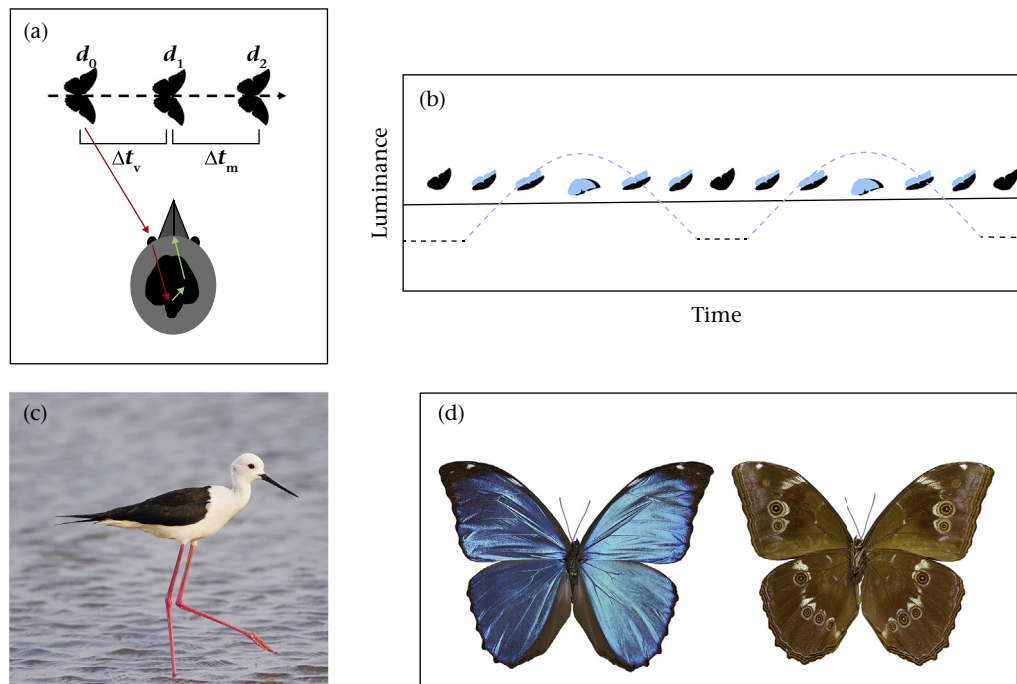 (a)
d0 d1 d2
Δtv Δtm
(b)
Luminance
Time
(c)
(d)